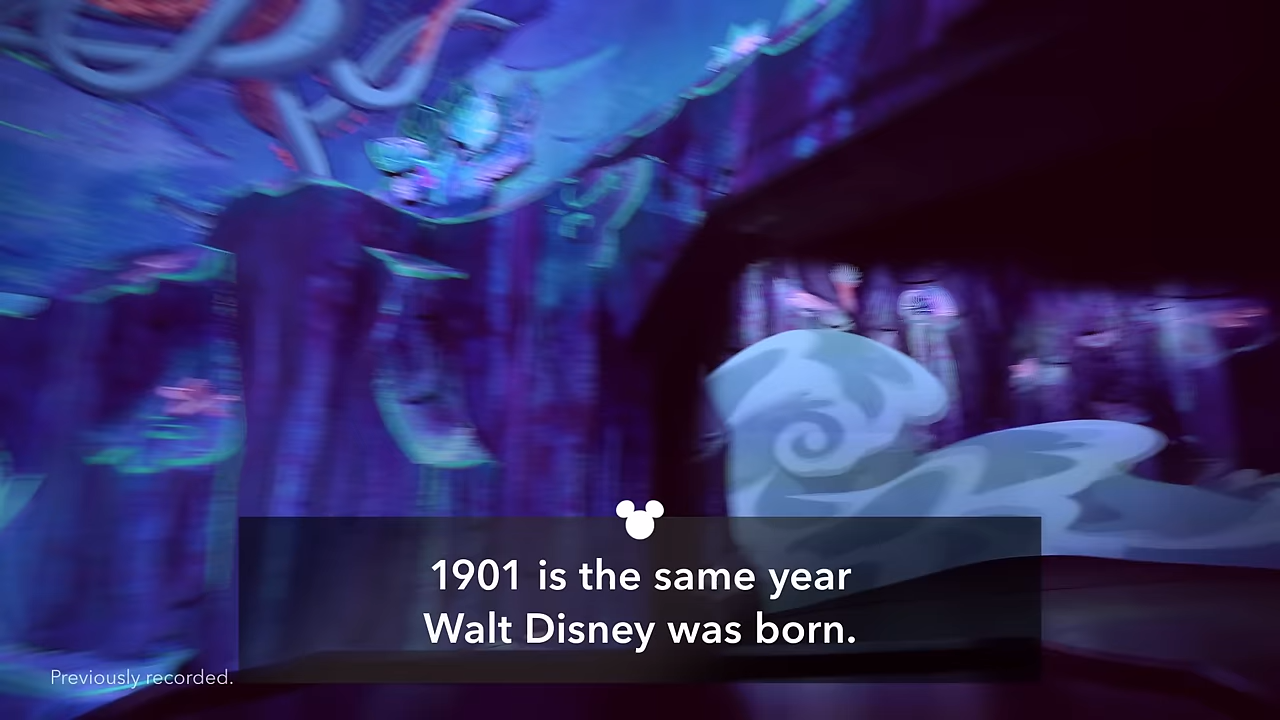 1901 is the same year
Walt Disney was born.
Previously recorded.